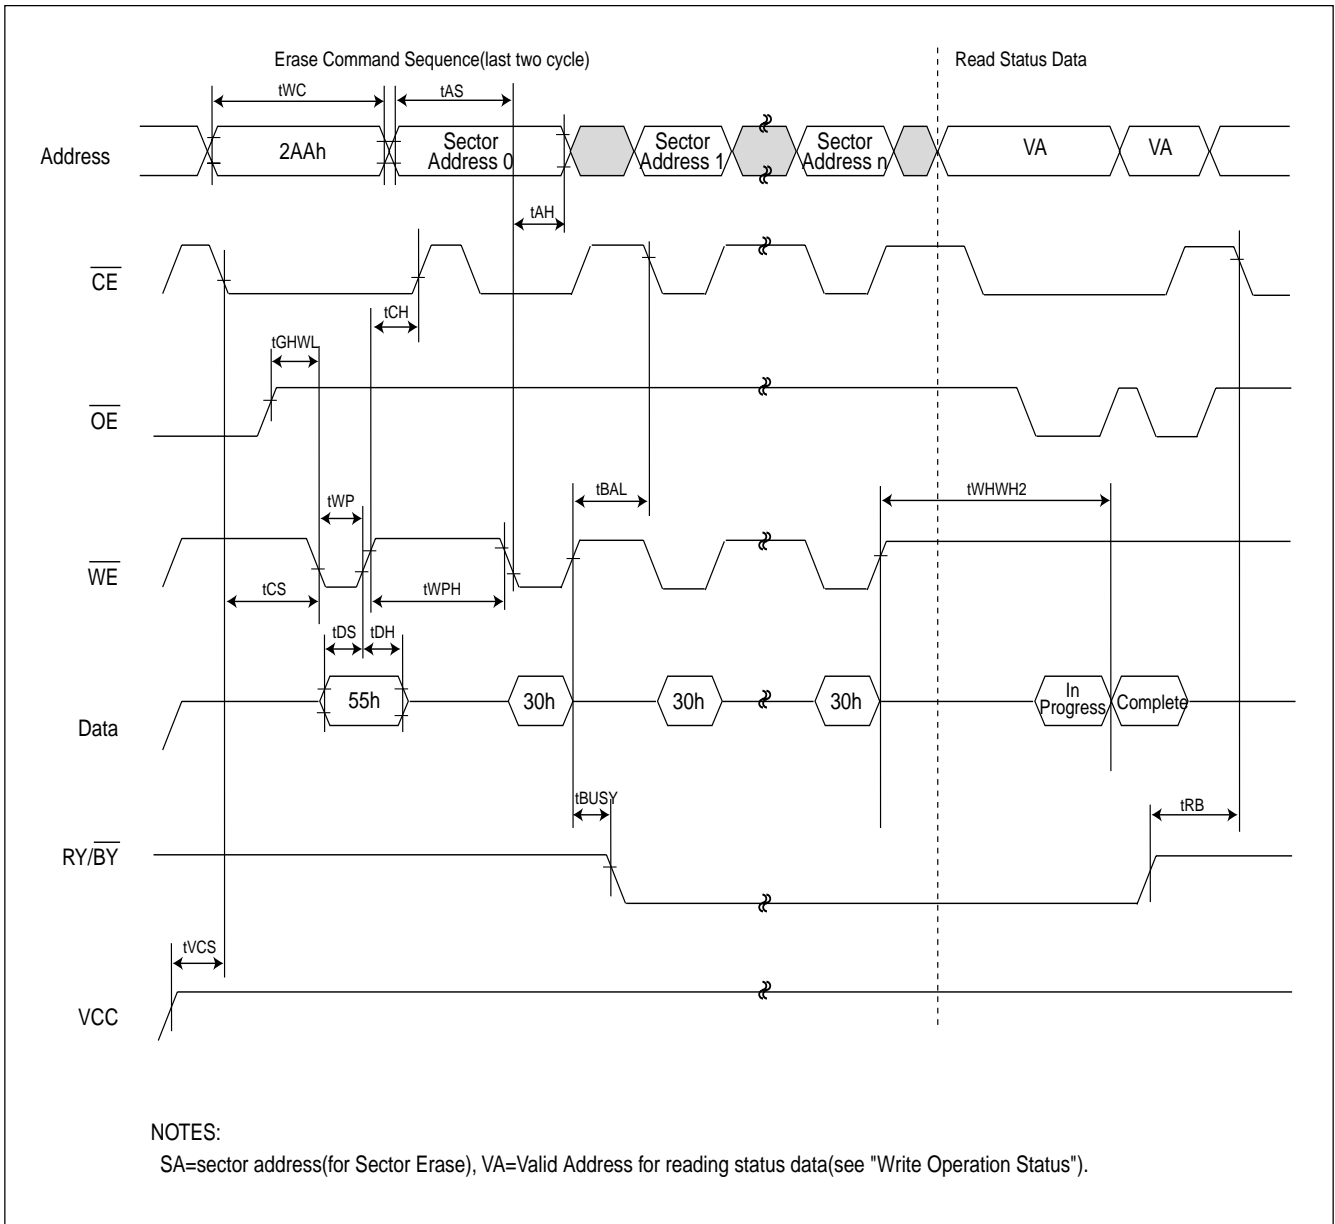 Erase Command Sequence(last two cycle)
Read Status Data
tWC
tAS
Address
2AAh
Sector
Address 0
Sector
Address 1
Sector
Address n
VA
VA
tAH
CE
tCH
tGHWL
OE
tWP
tBAL
tWHWH2
WE
tCS
tWPH
tDS
tDH
Data
55h
30h
30h
30h
In
Progress
Complete
tBUSY
tRB
RY/BY
tVCS
VCC
NOTES:
SA=sector address(for Sector Erase), VA=Valid Address for reading status data(see "Write Operation Status").